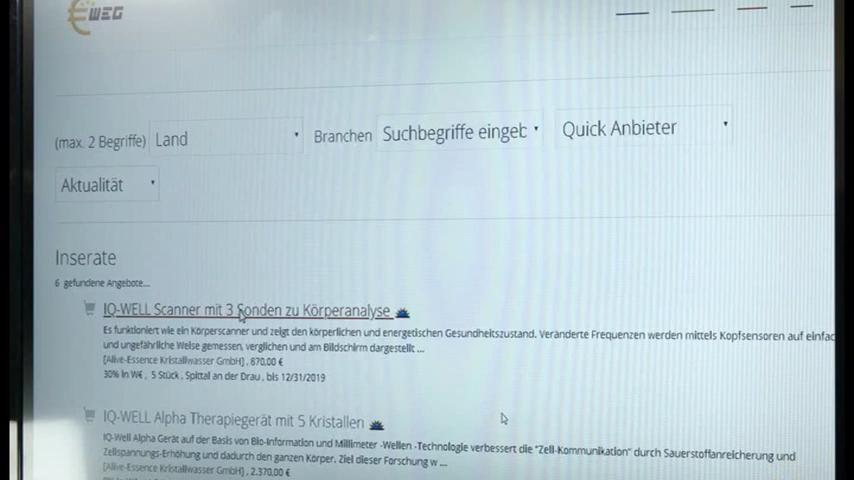 €WEG
(max. 2 Begriffe) Land Branchen Suchbegriffe eingeb Quick Anbieter
Aktualität
Inserate
6 gefundene Angebote...
IQ-WELL Scanner mit 3 Sonden zu Körperanalyse
Es funktioniert wie ein Körperscanner und zeigt den körperlichen und energetischen Gesundheitszustand. Veränderte Frequenzen werden mittels Kopfsensoren auf einfac
und ungefährliche Weise gemessen, verglichen und am Bildschirm dargestellt ...
[Alive-Essence Kristallwasser GmbH] , 670,00 €
30% in W€ , 5 Stück , Spittal an der Drau , bis 12/31/2019
IQ-WELL Alpha Therapiegerät mit 5 Kristallen
IQ-Well Alpha Gerät auf der Basis von Bio-Information und Millimeter -Wellen -Technologie verbessert die "Zell-Kommunikation" durch Sauerstoffanreicherung und
Zellspannungs-Erhöhung und dadurch den ganzen Körper. Ziel dieser Forschung w ...
[Alive-Essence Kristallwasser GmbH] , 2.370,00 €